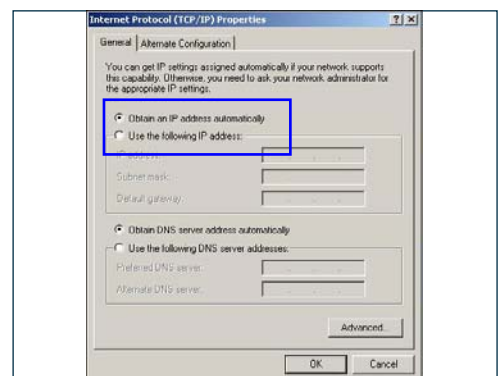 Internet Protocol (TCP/IP) Properties
General
Alternate Configuration
You can get IP settings assigned automatically if your network supports
this capability. Otherwise, you need to ask your network administrator for
the appropriate IP settings.
Obtain an IP address automatically
Use the following IP address:
IP address:
Subnet mask:
Default gateway:
Obtain DNS server address automatically
Use the following DNS server addresses:
Preferred DNS server:
Alternate DNS server:
Advanced...
OK
Cancel